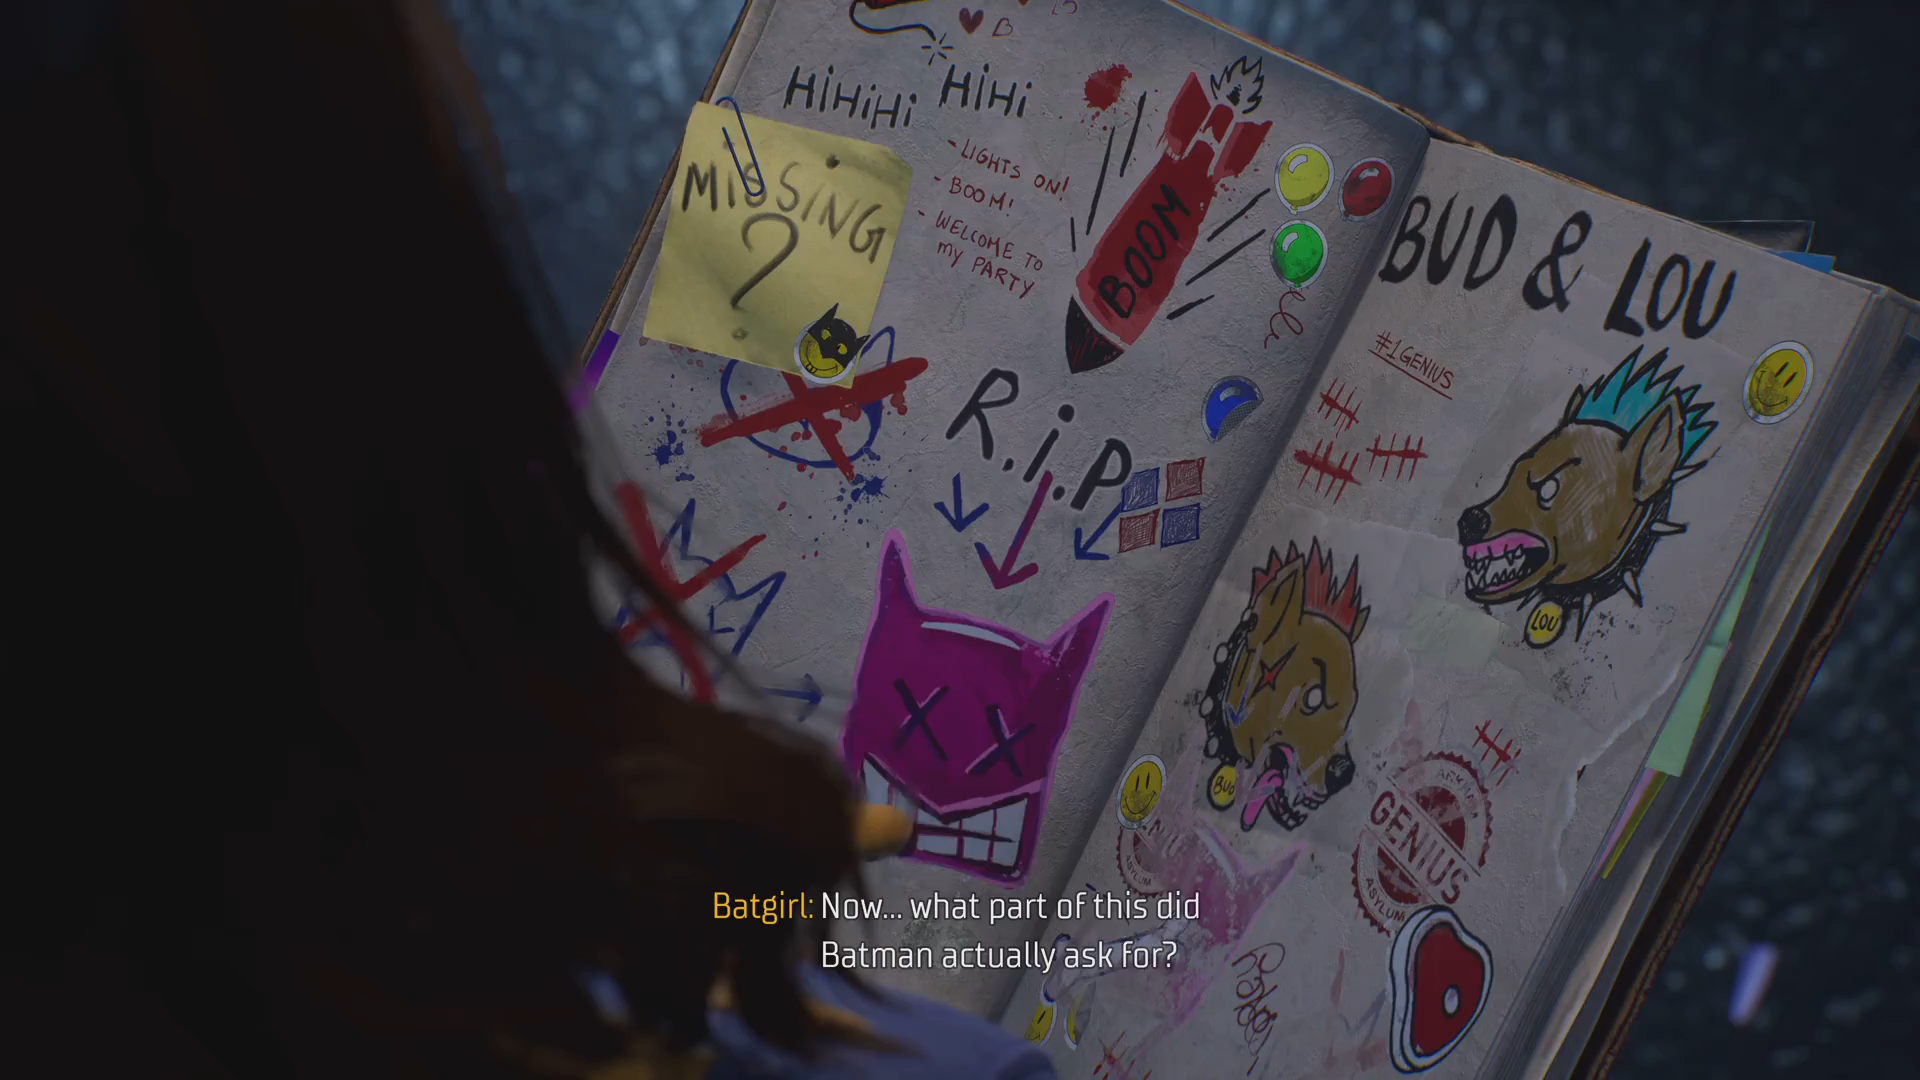 B
B
HiHiHi HiHi
MiSSiNG
?
- LIGHTS ON!
- BOOM!
- WELCOME TO
my PARTY
BOOM
R.i.P
BUD & LOU
#1GENIUS
LOU
BUD
GENIUS
ASYLUM
ASYLUM
Batgirl: Now... what part of this did
Batman actually ask for?